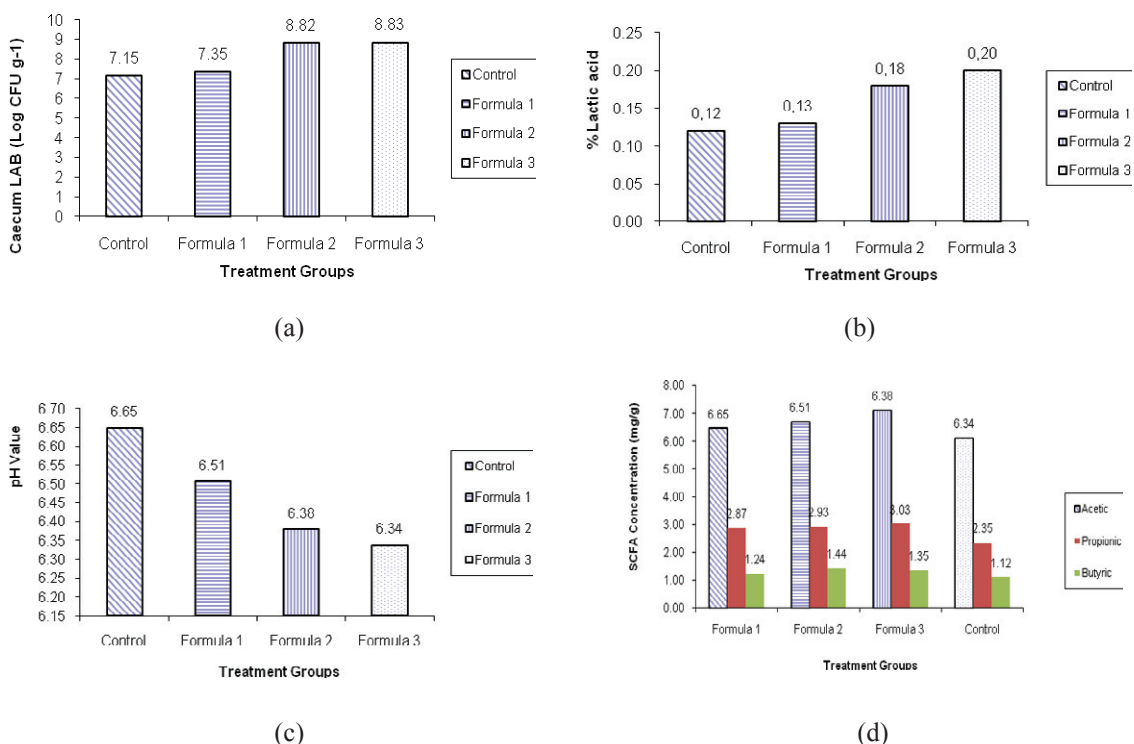 10
9
8
7
6
5
4
3
2
1
0
Caecum LAB (Log CFU g-1)
7.15
7.35
8.82
8.83
Control
Formula 1
Formula 2
Formula 3
Treatment Groups
Control
Formula 1
Formula 2
Formula 3
(a)
0.25
0.20
0.15
0.10
0.05
0.00
% Lactic acid
0,12
0,13
0,18
0,20
Control
Formula 1
Formula 2
Formula 3
Treatment Groups
Control
Formula 1
Formula 2
Formula 3
(b)
6.70
6.65
6.60
6.55
6.50
6.45
6.40
6.35
6.30
6.25
6.20
6.15
pH Value
6.65
6.51
6.38
6.34
Control
Formula 1
Formula 2
Formula 3
Treatment Groups
Control
Formula 1
Formula 2
Formula 3
(c)
8.00
7.00
6.00
5.00
4.00
3.00
2.00
1.00
0.00
SCFA Concentration (mg/g)
6.65
2.87
1.24
6.51
2.93
1.44
6.38
3.03
1.35
6.34
2.35
1.12
Formula 1
Formula 2
Formula 3
Control
Treatment Groups
Acetic
Propionic
Butyric
(d)